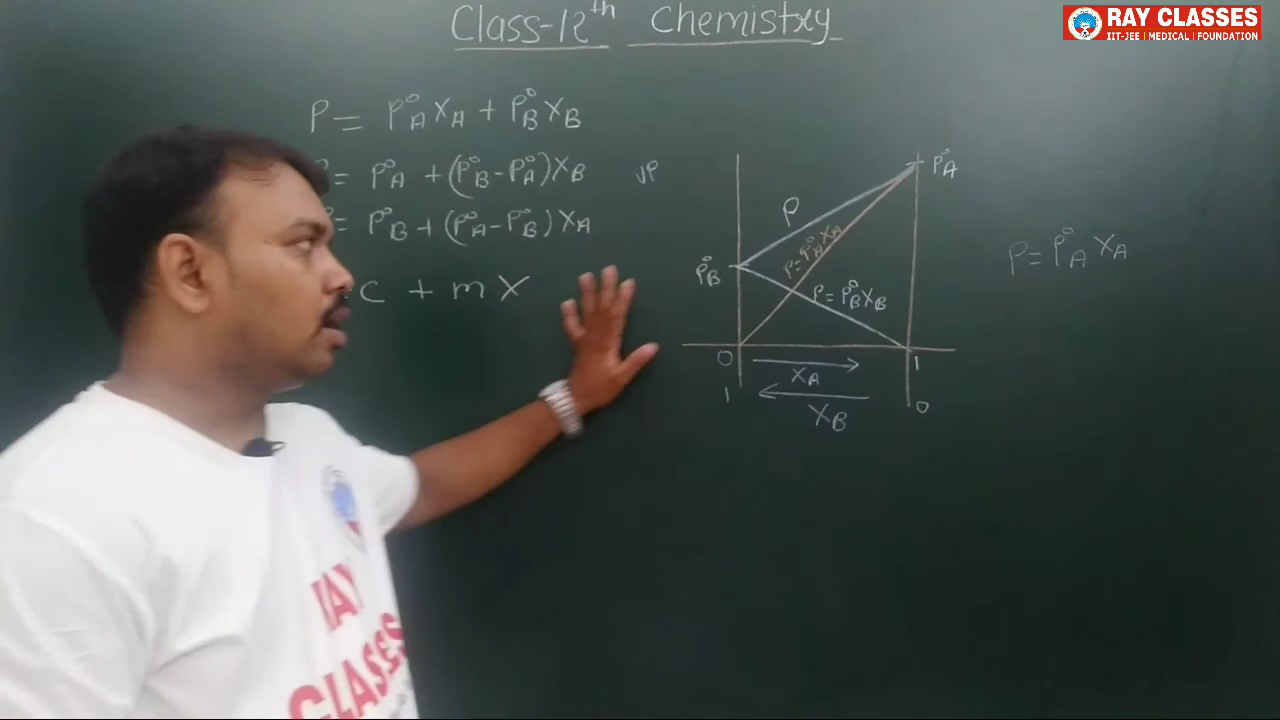 Class-12th Chemistry
RAY CLASSES
IIT-JEE | MEDICAL | FOUNDATION
P = P°A XA + P°B XB
= P°A + (P°B - P°A) XB
= P°B + (P°A - P°B) XA
c + m X
VP
P°A
P
P = P°A XA
P°B
P = P°B XB
0
1
XA
1
XB
0
P = P°A XA
RAY
CLASSES